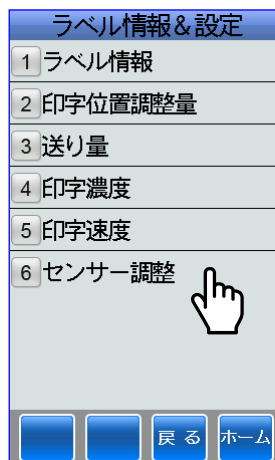 ラベル情報＆設定
1 ラベル情報
2 印字位置調整量
3 送り量
4 印字濃度
5 印字速度
6 センサー調整
戻る ホーム